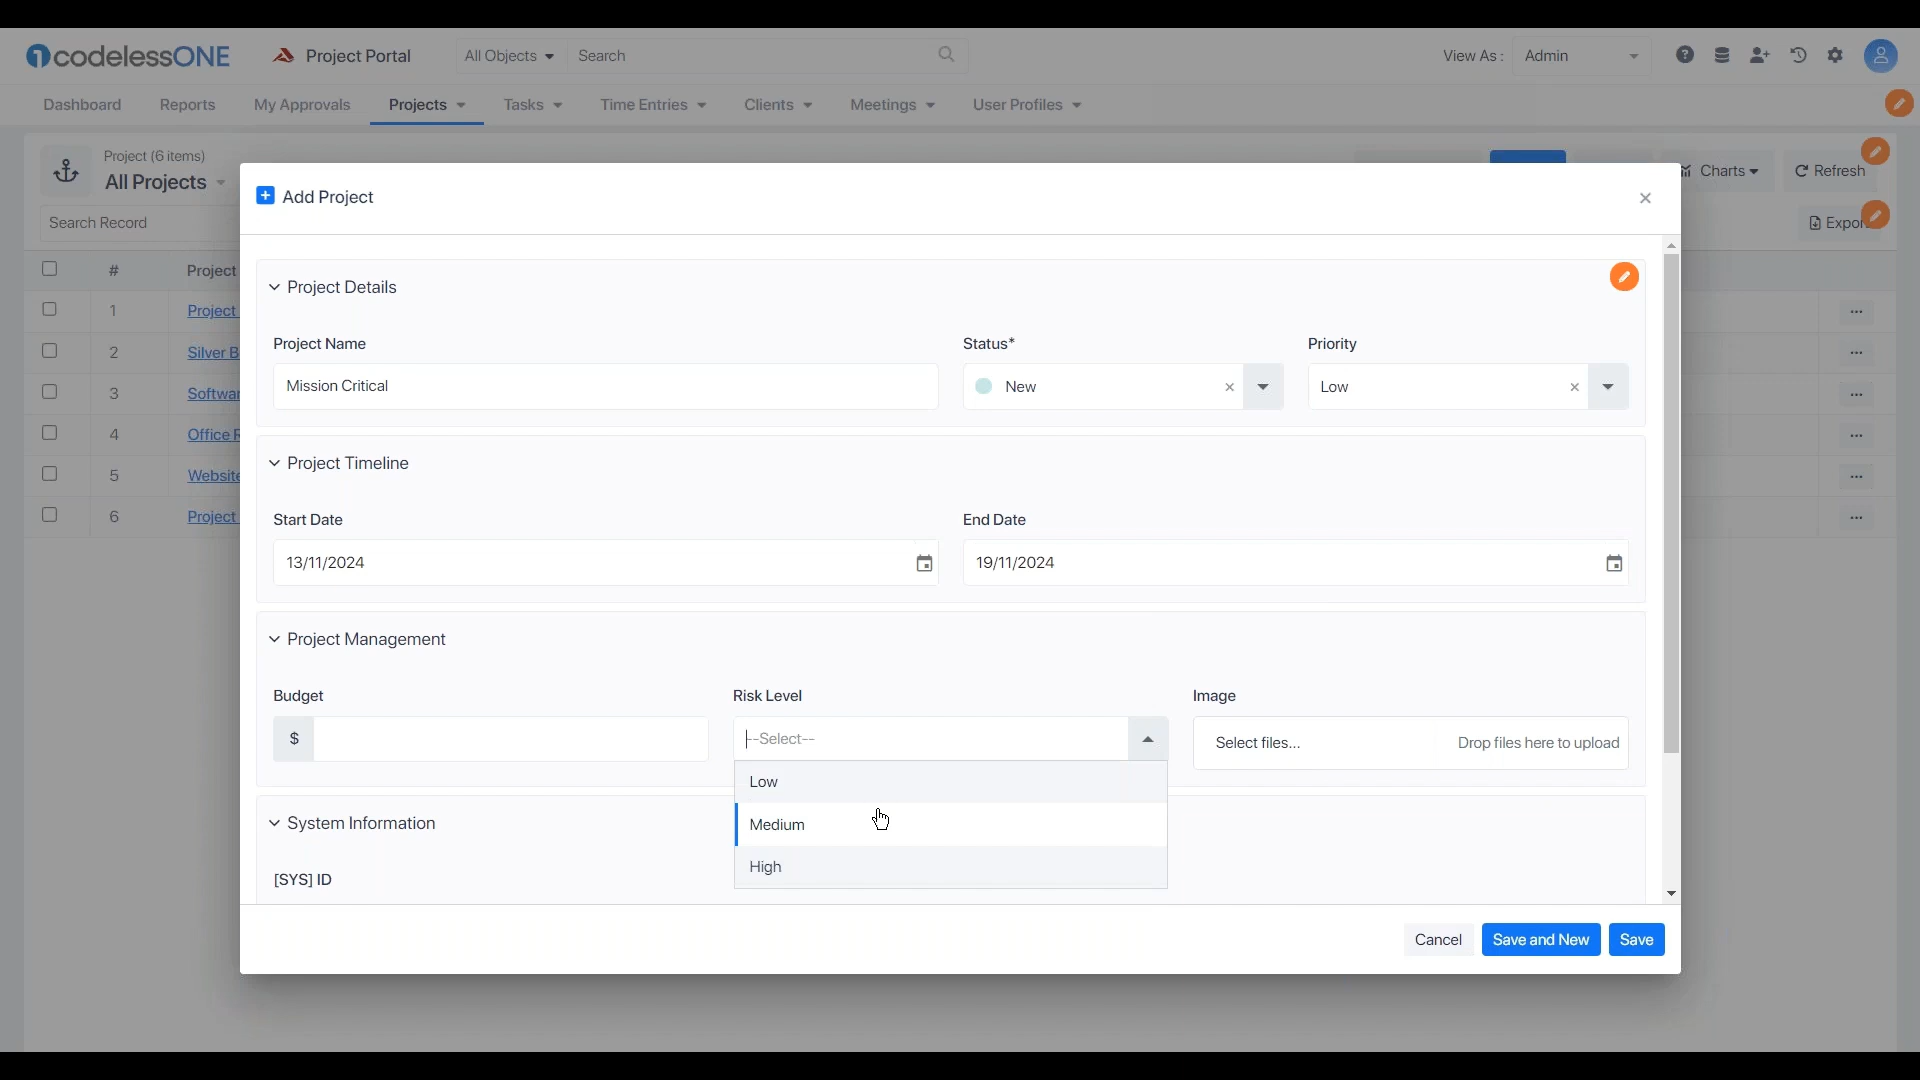 codelessONE
Project Portal
All Objects
Search
View As :
Admin
Dashboard
Reports
My Approvals
Projects
Tasks
Time Entries
Clients
Meetings
User Profiles
Project (6 items)
All Projects
Charts
Refresh
Search Record
# Project
1 Project
2 Silver
3
4 Office
5 Website
6 Project
Add Project
Project Details
Project Name
Status*
Priority
Mission Critical
New
Low
Project Timeline
Start Date
End Date
13/11/2024
19/11/2024
Project Management
Budget
Risk Level
Image
$
--Select--
Select files...
Drop files here to upload
Low
Medium
High
System Information
[SYS] ID
Cancel
Save and New
Save